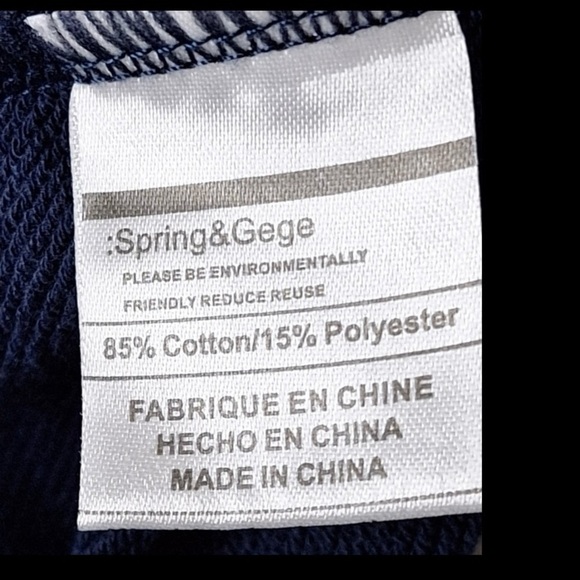 :Spring&Gege
PLEASE BE ENVIRONMENTALLY
FRIENDLY REDUCE REUSE
85% Cotton/15% Polyester
FABRIQUE EN CHINE
HECHO EN CHINA
MADE IN CHINA